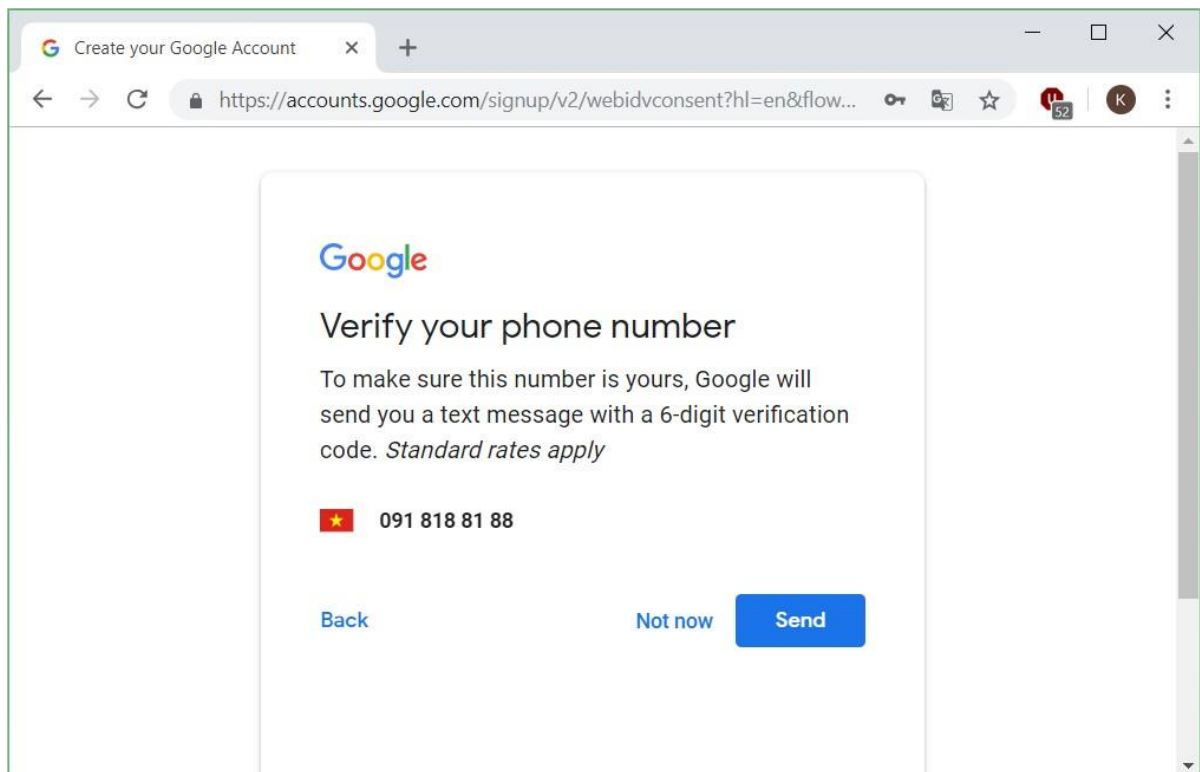 Create your Google Account
https://accounts.google.com/signup/v2/webidvconsent?hl=en&flow...
52
K
Google
Verify your phone number
To make sure this number is yours, Google will
send you a text message with a 6-digit verification
code. Standard rates apply
091 818 81 88
Back
Not now
Send